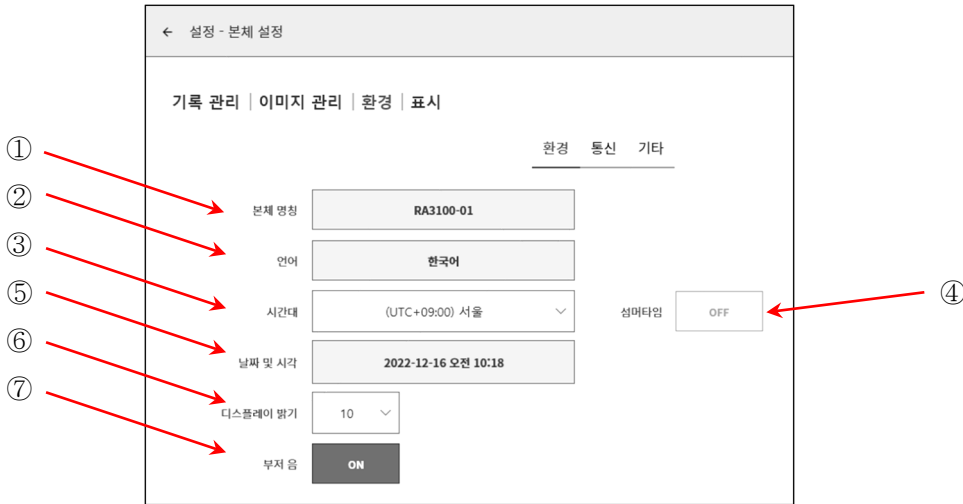 ← 설정 - 본체 설정
기록 관리 | 이미지 관리 | 환경 | 표시
환경 통신 기타
① 본체 명칭 RA3100-01
② 언어 한국어
③ 시간대 (UTC+09:00) 서울 섬머타임 OFF ④
⑤ 날짜 및 시각 2022-12-16 오전 10:18
⑥ 디스플레이 밝기 10
⑦ 부저 음 ON